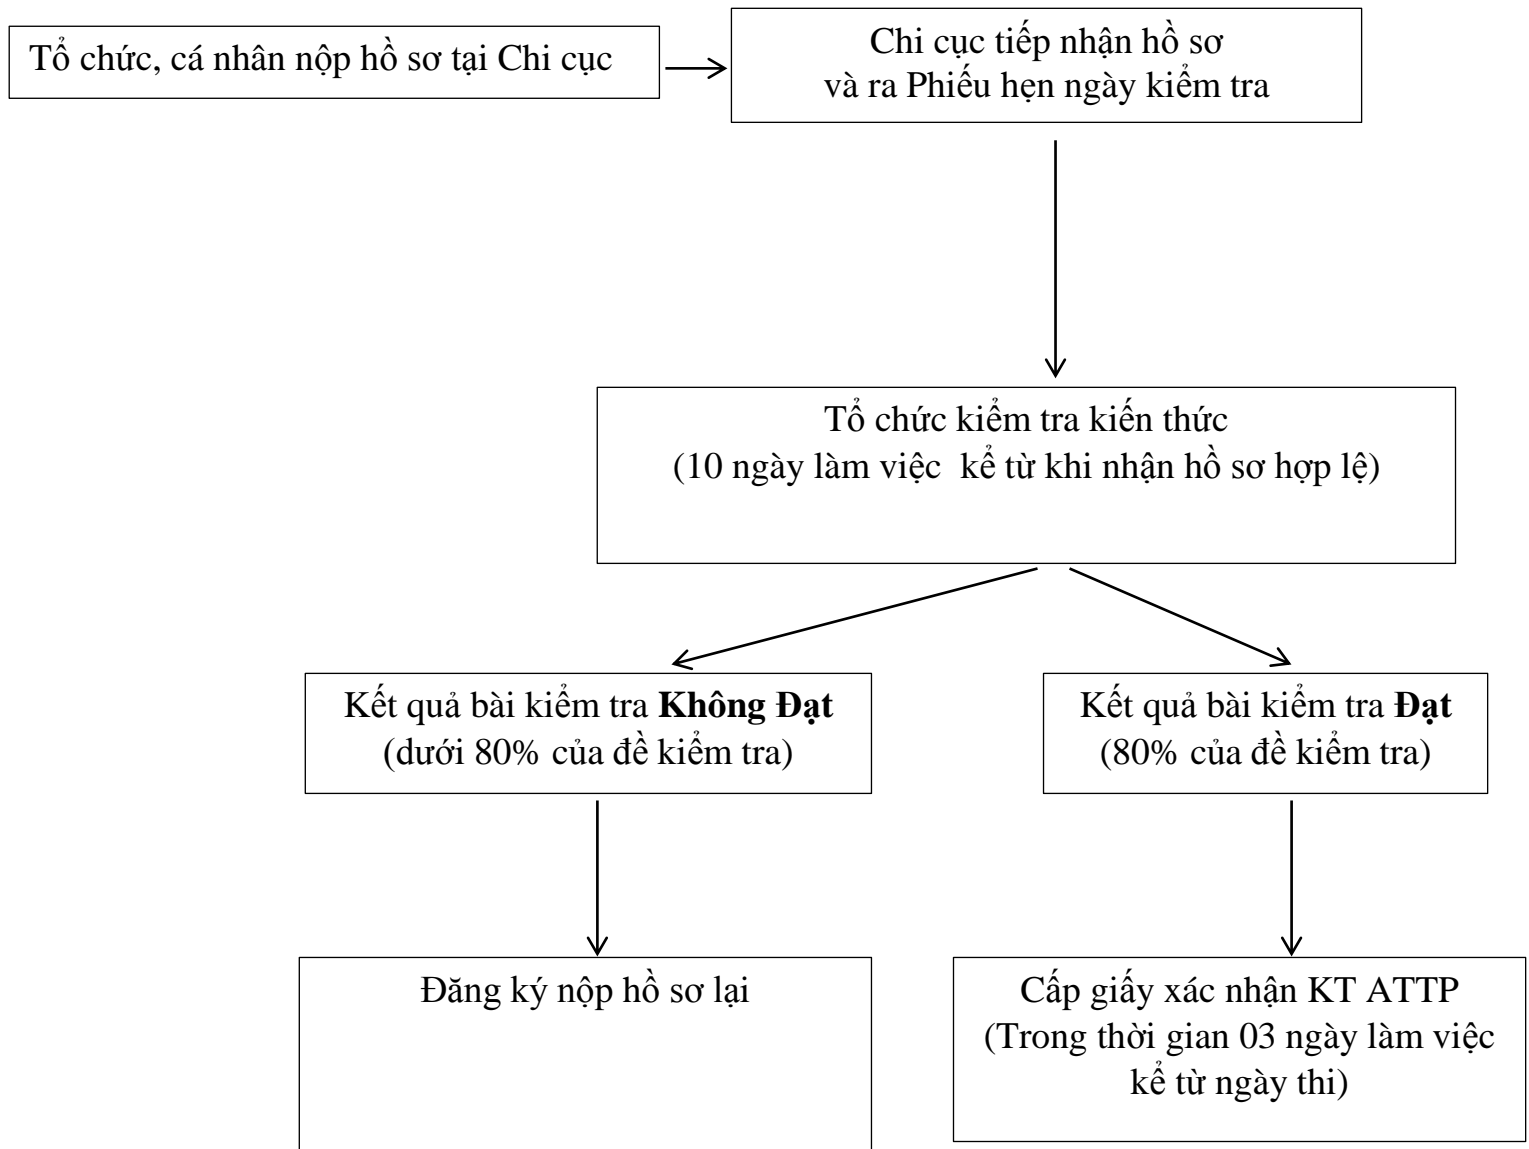 Tổ chức, cá nhân nộp hồ sơ tại Chi cục
Chi cục tiếp nhận hồ sơ
và ra Phiếu hẹn ngày kiểm tra
Tổ chức kiểm tra kiến thức
(10 ngày làm việc  kể từ khi nhận hồ sơ hợp lệ)
Kết quả bài kiểm tra Không Đạt
(dưới 80% của đề kiểm tra)
Kết quả bài kiểm tra Đạt
(80% của đề kiểm tra)
Đăng ký nộp hồ sơ lại
Cấp giấy xác nhận KT ATTP
(Trong thời gian 03 ngày làm việc
kể từ ngày thi)